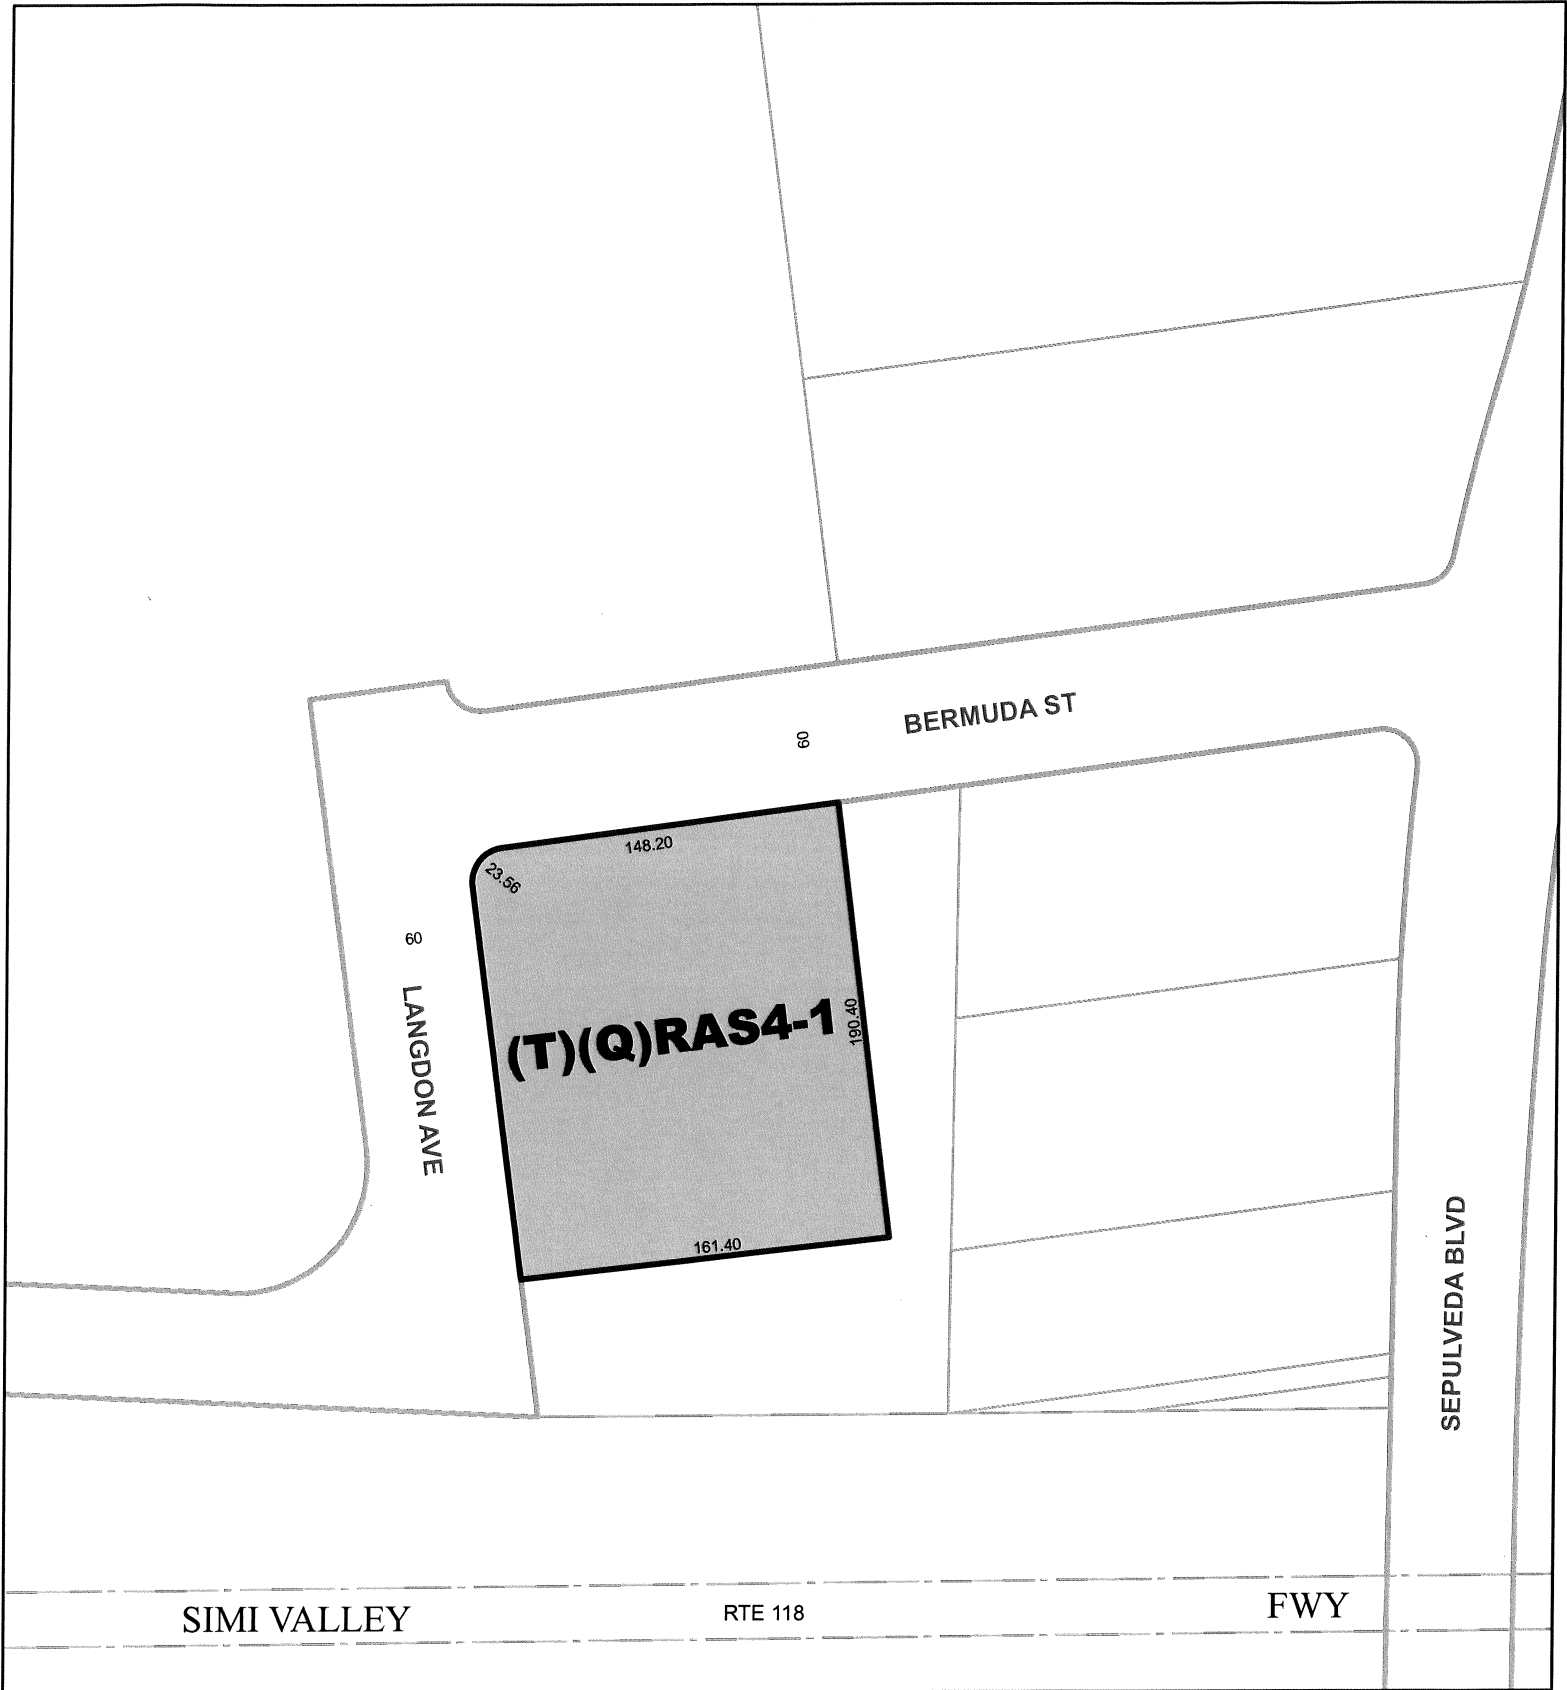 BERMUDA ST
60
148.20
23.56
60
LANGDON AVE
(T)(Q)RAS4-1
190.40
161.40
SEPULVEDA BLVD
SIMI VALLEY
RTE 118
FWY